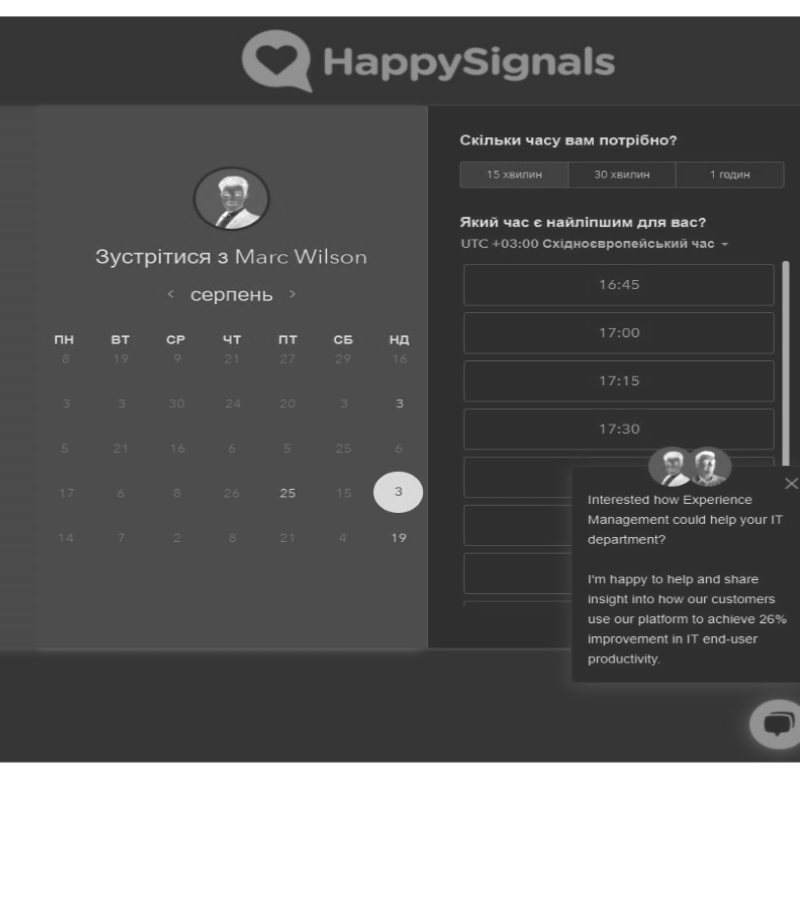 HappySignals
Зустрітися з Marc Wilson
серпень
ПН ВТ СР ЧТ ПТ СБ НД
8 19 9 21 27 29 16
3 3 30 24 20 3 3
5 21 16 6 5 25 6
17 6 8 26 25 15 3
14 7 2 8 21 4 19
Скільки часу вам потрібно?
15 хвилин 30 хвилин 1 годин
Який час є найліпшим для вас?
UTC +03:00 Східноєвропейський час
16:45
17:00
17:15
17:30
Interested how Experience
Management could help your IT
department?
I'm happy to help and share
insight into how our customers
use our platform to achieve 26%
improvement in IT end-user
productivity.